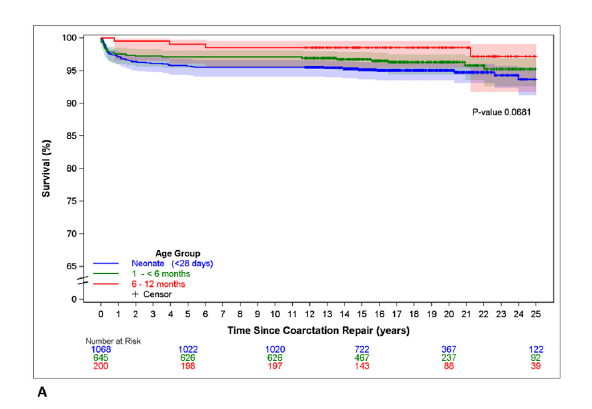 100
95
90
85
80
75
70
65
0
Survival (%)
P-value 0.0681
Age Group
Neonate (<28 days)
1 - < 6 months
6 - 12 months
+ Censor
0 1 2 3 4 5 6 7 8 9 10 11 12 13 14 15 16 17 18 19 20 21 22 23 24 25
Time Since Coarctation Repair (years)
Number at Risk
1068 1022 1020 722 367 122
645 626 626 467 237 92
200 198 197 143 88 39
A